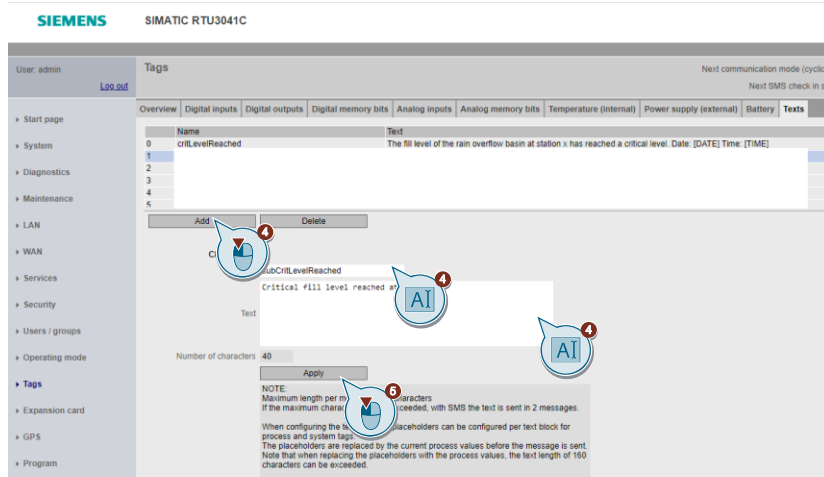 SIEMENS SIMATIC RTU3041C
User: admin
Log out
Tags
Next communication mode (cyclic
Next SMS check in s
Start page
System
Diagnostics
Maintenance
LAN
WAN
Services
Security
Users / groups
Operating mode
Tags
Expansion card
GPS
Program
Overview Digital inputs Digital outputs Digital memory bits Analog inputs Analog memory bits Temperature (internal) Power supply (external) Battery Texts
Name Text
0 critLevelReached The fill level of the rain overflow basin at station x has reached a critical level. Date: [DATE] Time: [TIME]
1
2
3
4
5
Add Delete
4
4
subCritLevelReached
Critical fill level reached
Text
AI
4
AI
Number of characters 40
Apply
5
NOTE:
Maximum length per characters
If the maximum exceeded, with SMS the text is sent in 2 messages.
When configuring the placeholders can be configured per text block for
process and system tags.
The placeholders are replaced by the current process values before the message is sent.
Note that when replacing the placeholders with the process values, the text length of 160
characters can be exceeded.